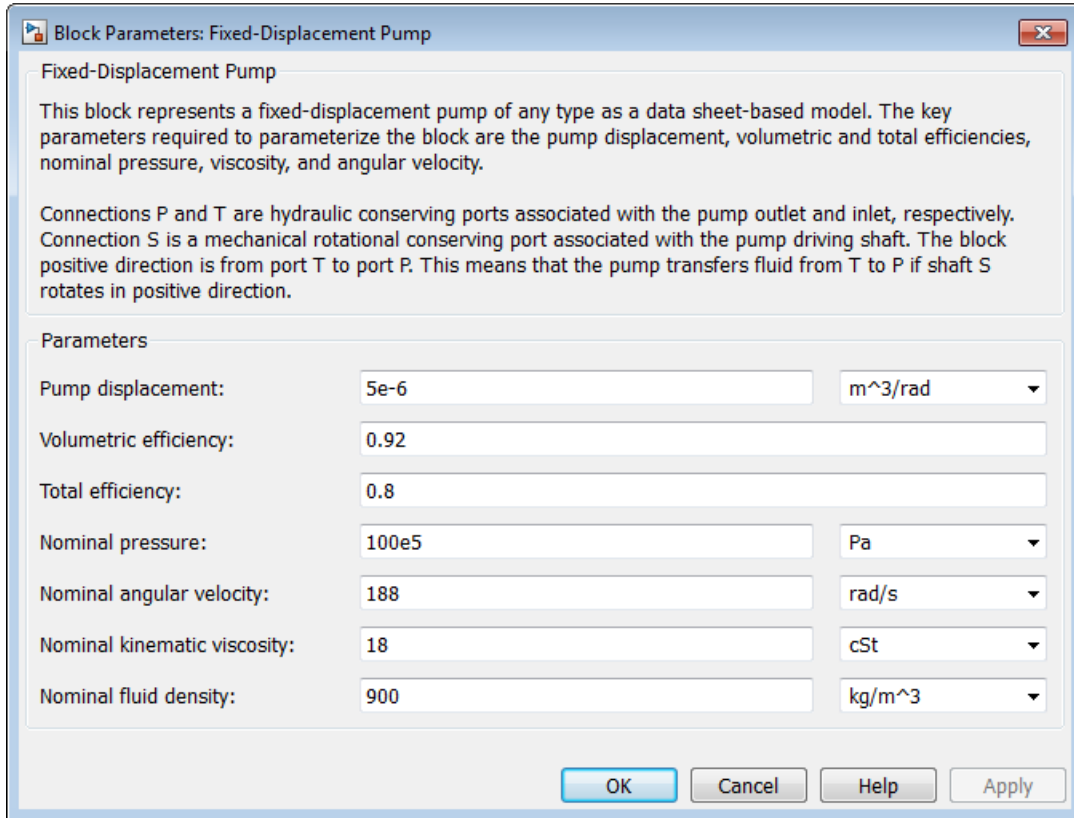 Block Parameters: Fixed-Displacement Pump
Fixed-Displacement Pump
This block represents a fixed-displacement pump of any type as a data sheet-based model. The key
parameters required to parameterize the block are the pump displacement, volumetric and total efficiencies,
nominal pressure, viscosity, and angular velocity.
Connections P and T are hydraulic conserving ports associated with the pump outlet and inlet, respectively.
Connection S is a mechanical rotational conserving port associated with the pump driving shaft. The block
positive direction is from port T to port P. This means that the pump transfers fluid from T to P if shaft S
rotates in positive direction.
Parameters
Pump displacement: 5e-6 m^3/rad
Volumetric efficiency: 0.92
Total efficiency: 0.8
Nominal pressure: 100e5 Pa
Nominal angular velocity: 188 rad/s
Nominal kinematic viscosity: 18 cSt
Nominal fluid density: 900 kg/m^3
OK Cancel Help Apply